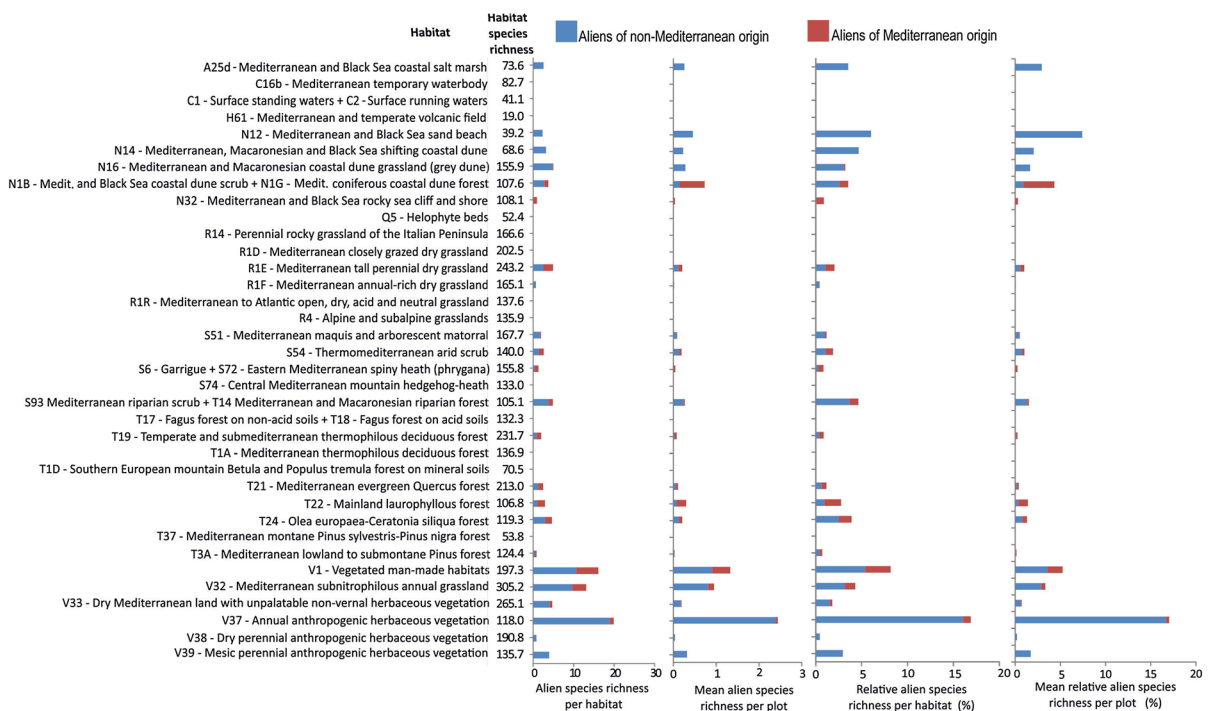 Habitat
Habitat
species
richness
Aliens of non-Mediterranean origin
Aliens of Mediterranean origin
A25d - Mediterranean and Black Sea coastal salt marsh 73.6
C16b - Mediterranean temporary waterbody 82.7
C1 - Surface standing waters + C2 - Surface running waters 41.1
H61 - Mediterranean and temperate volcanic field 19.0
N12 - Mediterranean and Black Sea sand beach 39.2
N14 - Mediterranean, Macaronesian and Black Sea shifting coastal dune 68.6
N16 - Mediterranean and Macaronesian coastal dune grassland (grey dune) 155.9
N1B - Medit. and Black Sea coastal dune scrub + N1G - Medit. coniferous coastal dune forest 107.6
N32 - Mediterranean and Black Sea rocky sea cliff and shore 108.1
Q5 - Helophyte beds 52.4
R14 - Perennial rocky grassland of the Italian Peninsula 166.6
R1D - Mediterranean closely grazed dry grassland 202.5
R1E - Mediterranean tall perennial dry grassland 243.2
R1F - Mediterranean annual-rich dry grassland 165.1
R1R - Mediterranean to Atlantic open, dry, acid and neutral grassland 137.6
R4 - Alpine and subalpine grasslands 135.9
S51 - Mediterranean maquis and arborescent matorral 167.7
S54 - Thermomediterranean arid scrub 140.0
S6 - Garrigue + S72 - Eastern Mediterranean spiny heath (phrygana) 155.8
S74 - Central Mediterranean mountain hedgehog-heath 133.0
S93 Mediterranean riparian scrub + T14 Mediterranean and Macaronesian riparian forest 105.1
T17 - Fagus forest on non-acid soils + T18 - Fagus forest on acid soils 132.3
T19 - Temperate and submediterranean thermophilous deciduous forest 231.7
T1A - Mediterranean thermophilous deciduous forest 136.9
T1D - Southern European mountain Betula and Populus tremula forest on mineral soils 70.5
T21 - Mediterranean evergreen Quercus forest 213.0
T22 - Mainland laurophyllous forest 106.8
T24 - Olea europaea-Ceratonia siliqua forest 119.3
T37 - Mediterranean montane Pinus sylvestris-Pinus nigra forest 53.8
T3A - Mediterranean lowland to submontane Pinus forest 124.4
V1 - Vegetated man-made habitats 197.3
V32 - Mediterranean subnitrophilous annual grassland 305.2
V33 - Dry Mediterranean land with unpalatable non-vernal herbaceous vegetation 265.1
V37 - Annual anthropogenic herbaceous vegetation 118.0
V38 - Dry perennial anthropogenic herbaceous vegetation 190.8
V39 - Mesic perennial anthropogenic herbaceous vegetation 135.7
0 10 20 30
Alien species richness
per habitat
0 1 2 3
Mean alien species
richness per plot
0 5 10 15 20
Relative alien species
richness per habitat (%)
0 5 10 15 20
Mean relative alien species
richness per plot (%)